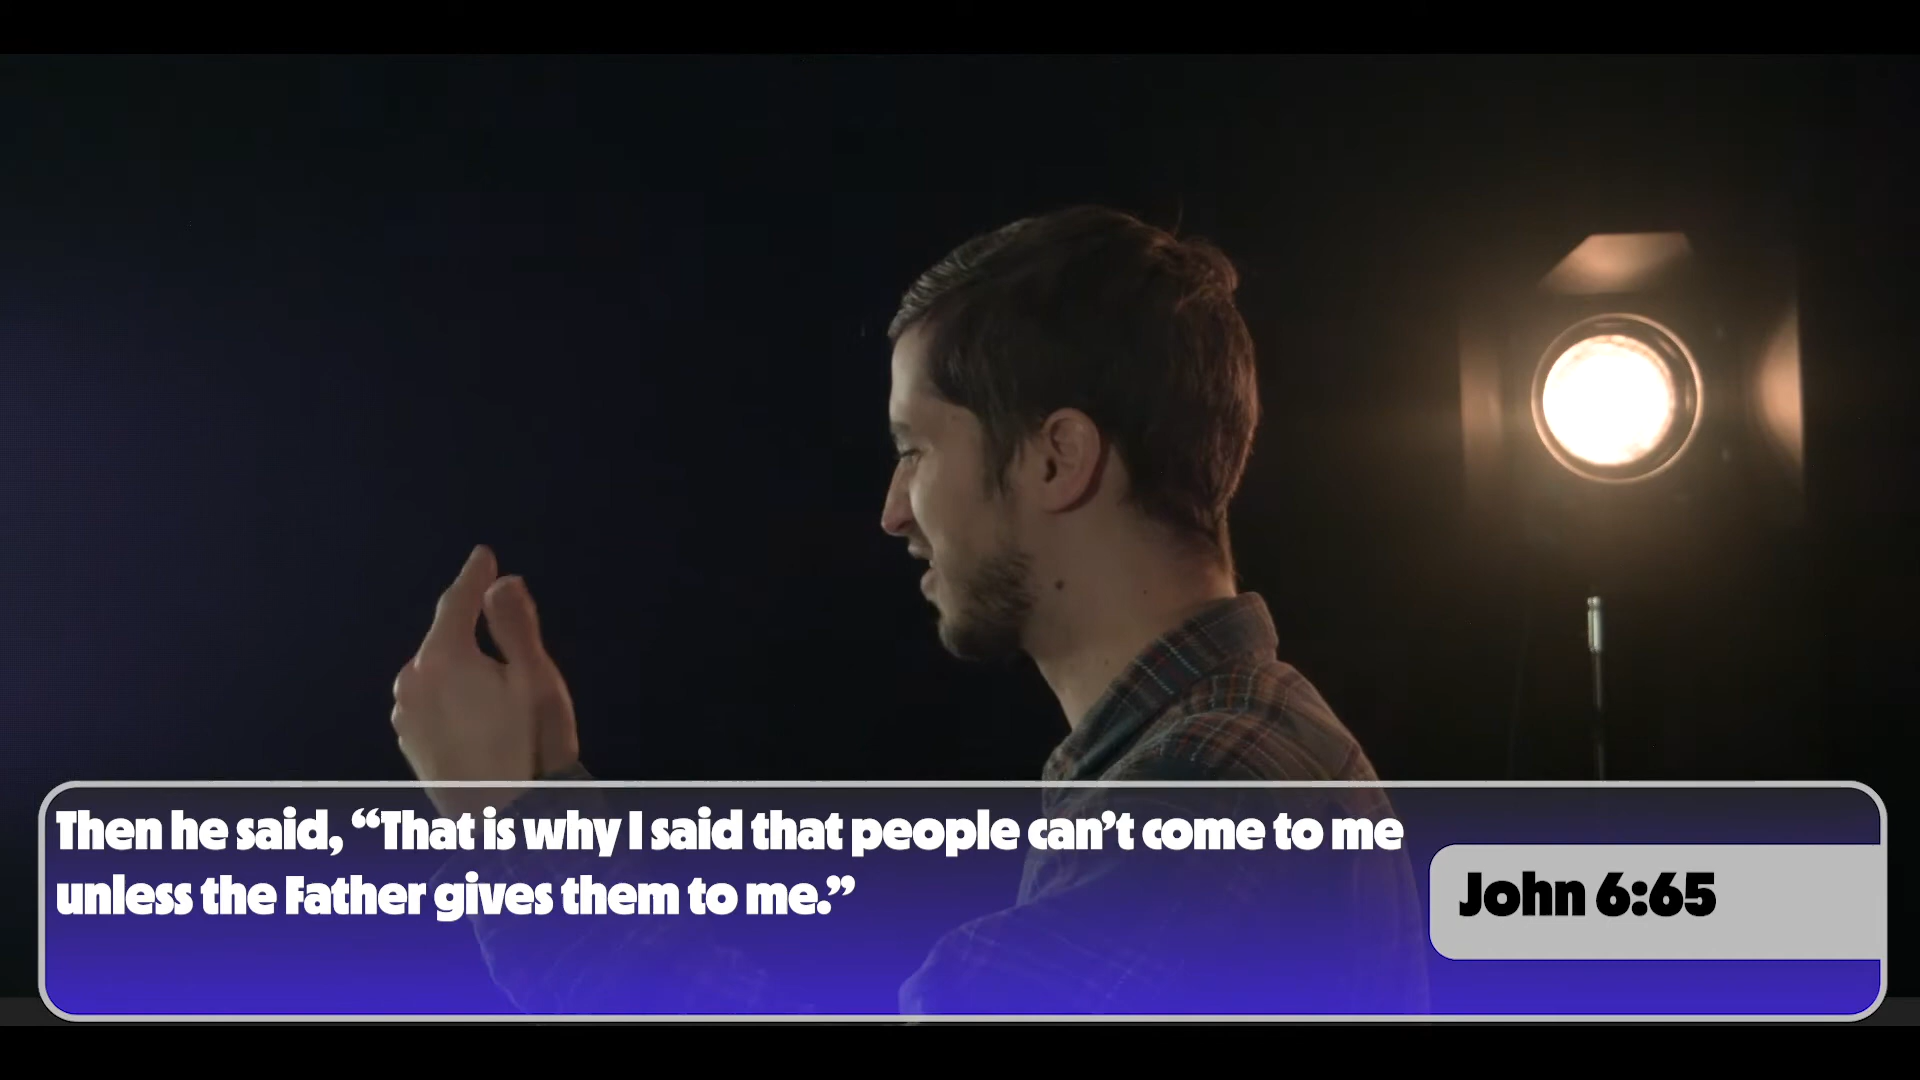 Then he said, “That is why I said that people can’t come to me
unless the Father gives them to me.”
John 6:65